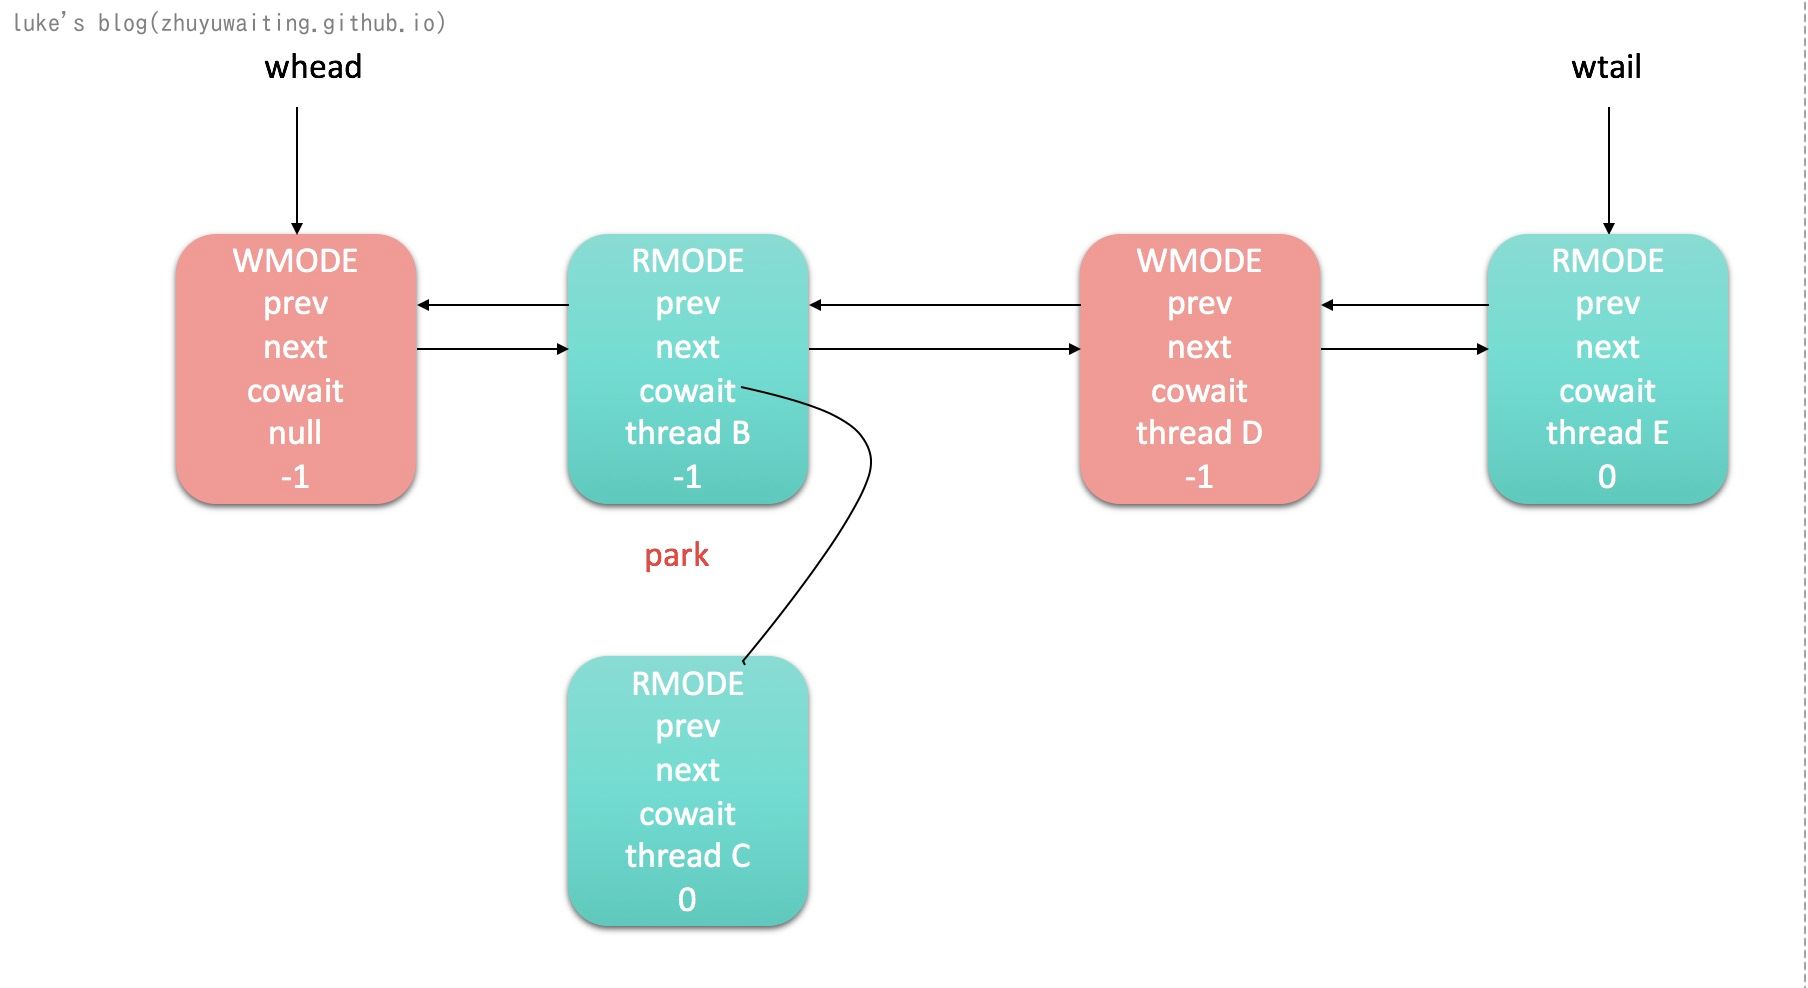 luke's blog(zhuyuwaiting.github.io)
whead
wtail
WMODE
prev
next
cowait
null
-1
RMODE
prev
next
cowait
thread B
-1
WMODE
prev
next
cowait
thread D
-1
RMODE
prev
next
cowait
thread E
0
park
RMODE
prev
next
cowait
thread C
0